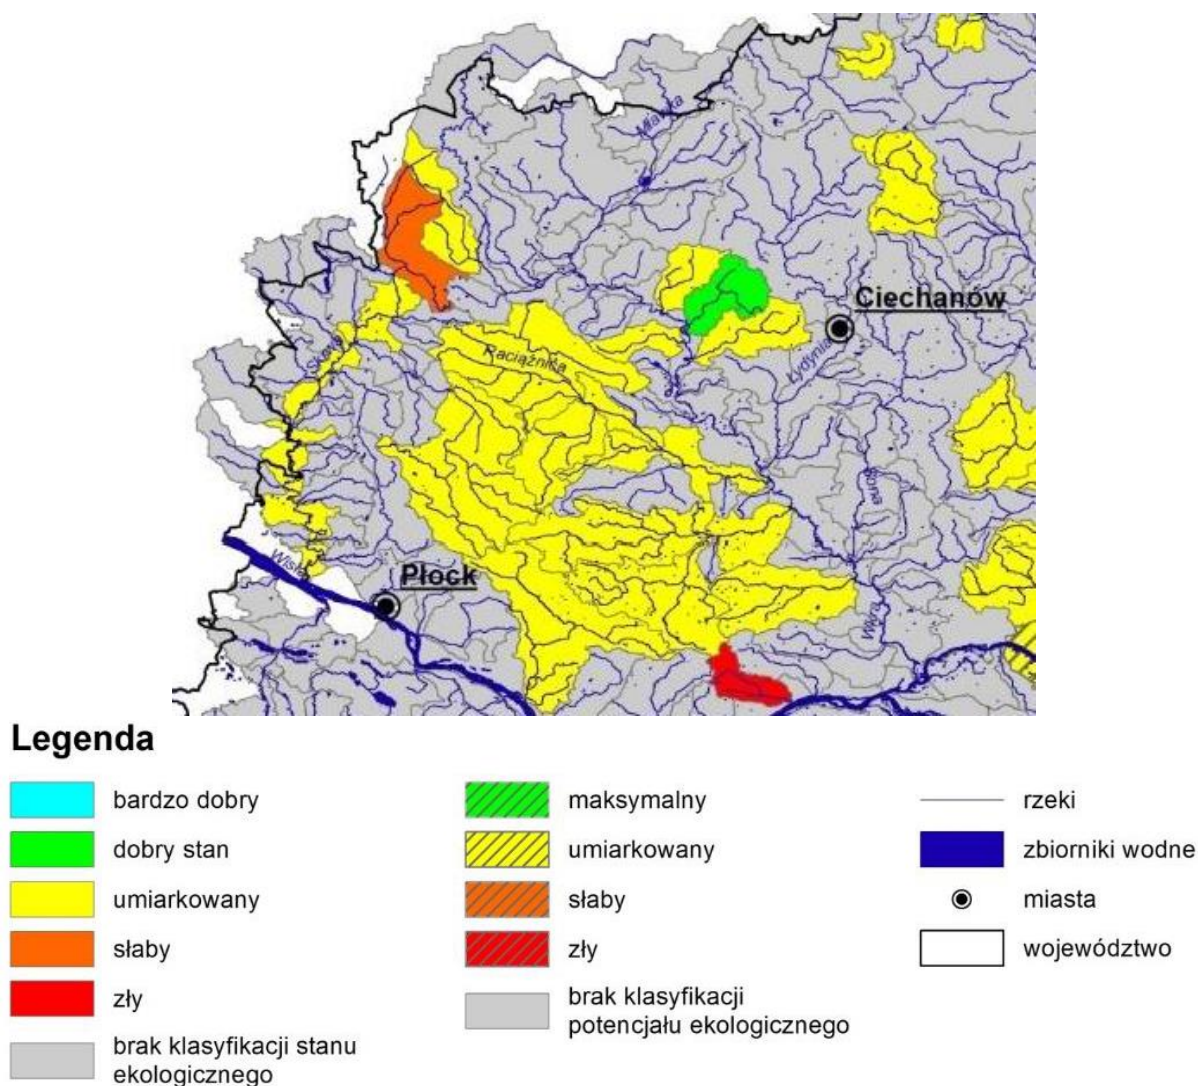 Mławka
Ciechanów
Raciążnica
Skrwa
Łydynia
Sona
Wisła
Płock
Wkra
Legenda
bardzo dobry
dobry stan
umiarkowany
słaby
zły
brak klasyfikacji stanu
ekologicznego
maksymalny
umiarkowany
słaby
zły
brak klasyfikacji
potencjału ekologicznego
rzeki
zbiorniki wodne
miasta
województwo